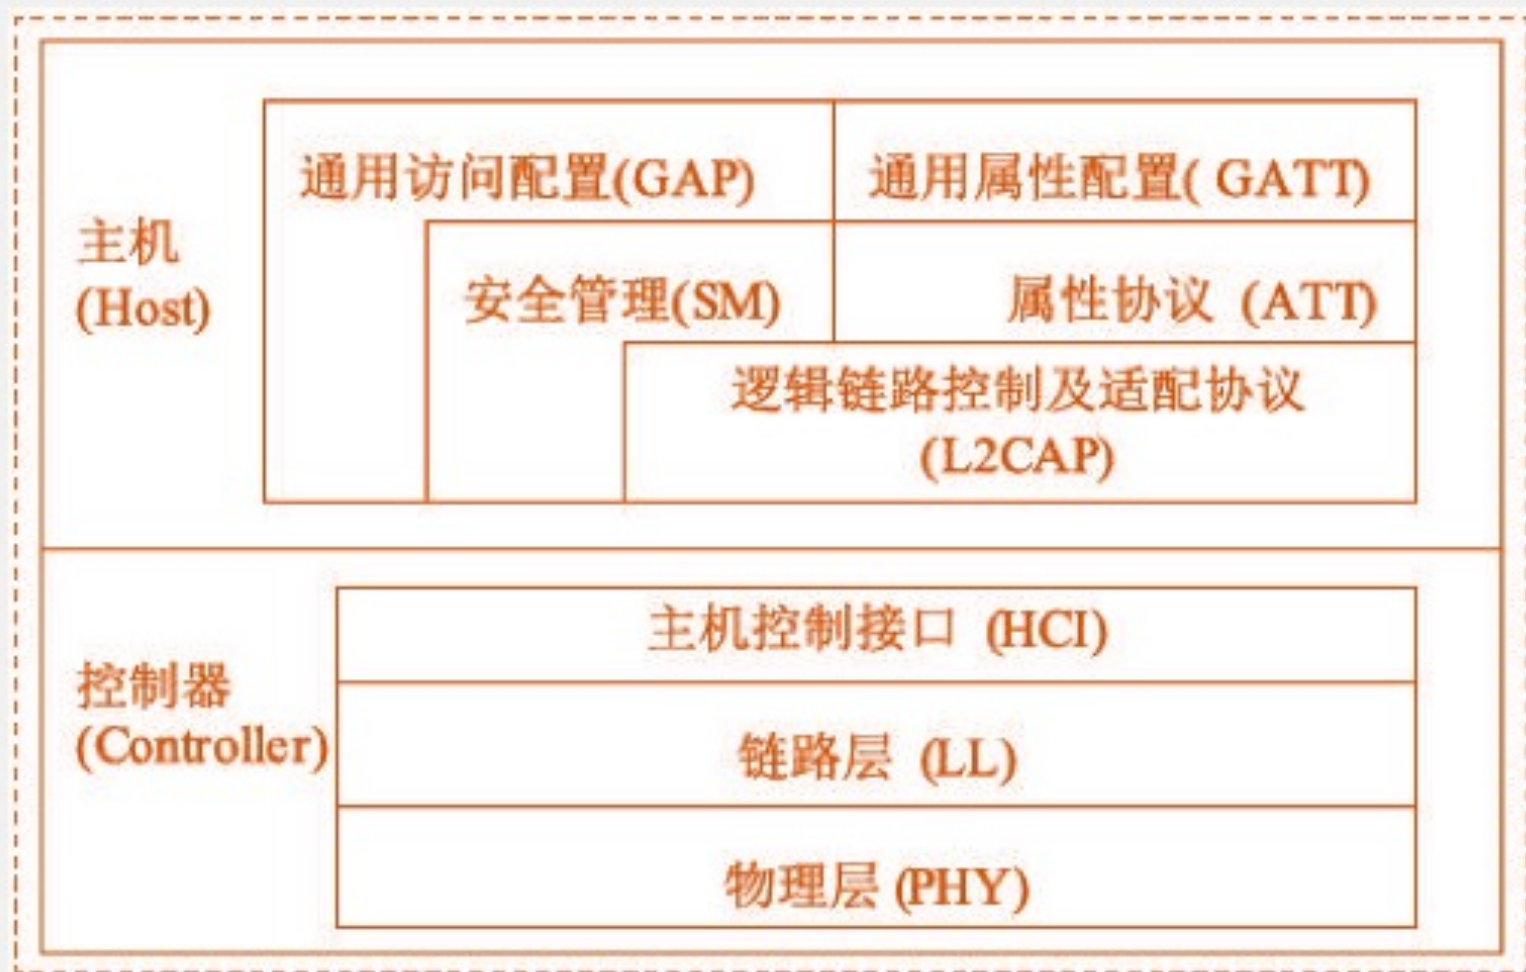 通用访问配置(GAP)
通用属性配置( GATT)
主机
(Host)
安全管理(SM)
属性协议 (ATT)
逻辑链路控制及适配协议
(L2CAP)
主机控制接口 (HCI)
控制器
(Controller)
链路层 (LL)
物理层 (PHY)